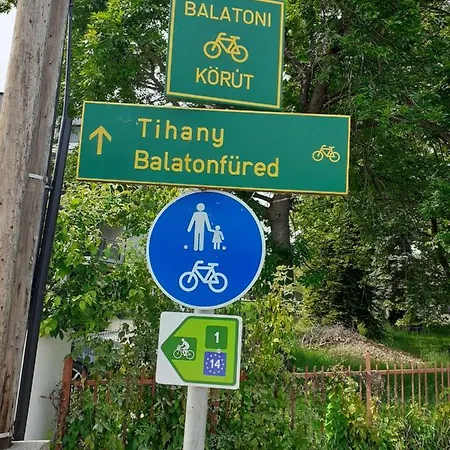 BALATONI
KÖRÚT
Tihany
Balatonfüred
1
14